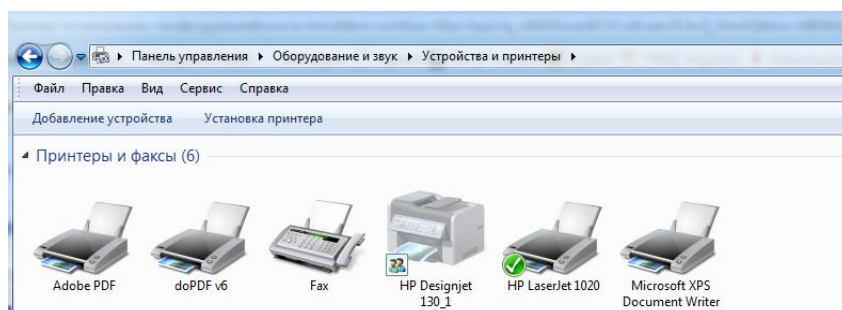 Панель управления ▸ Оборудование и звук ▸ Устройства и принтеры ▸
Файл Правка Вид Сервис Справка
Добавление устройства Установка принтера
Принтеры и факсы (6)
Adobe PDF doPDF v6 Fax HP Designjet 130_1 HP LaserJet 1020 Microsoft XPS Document Writer